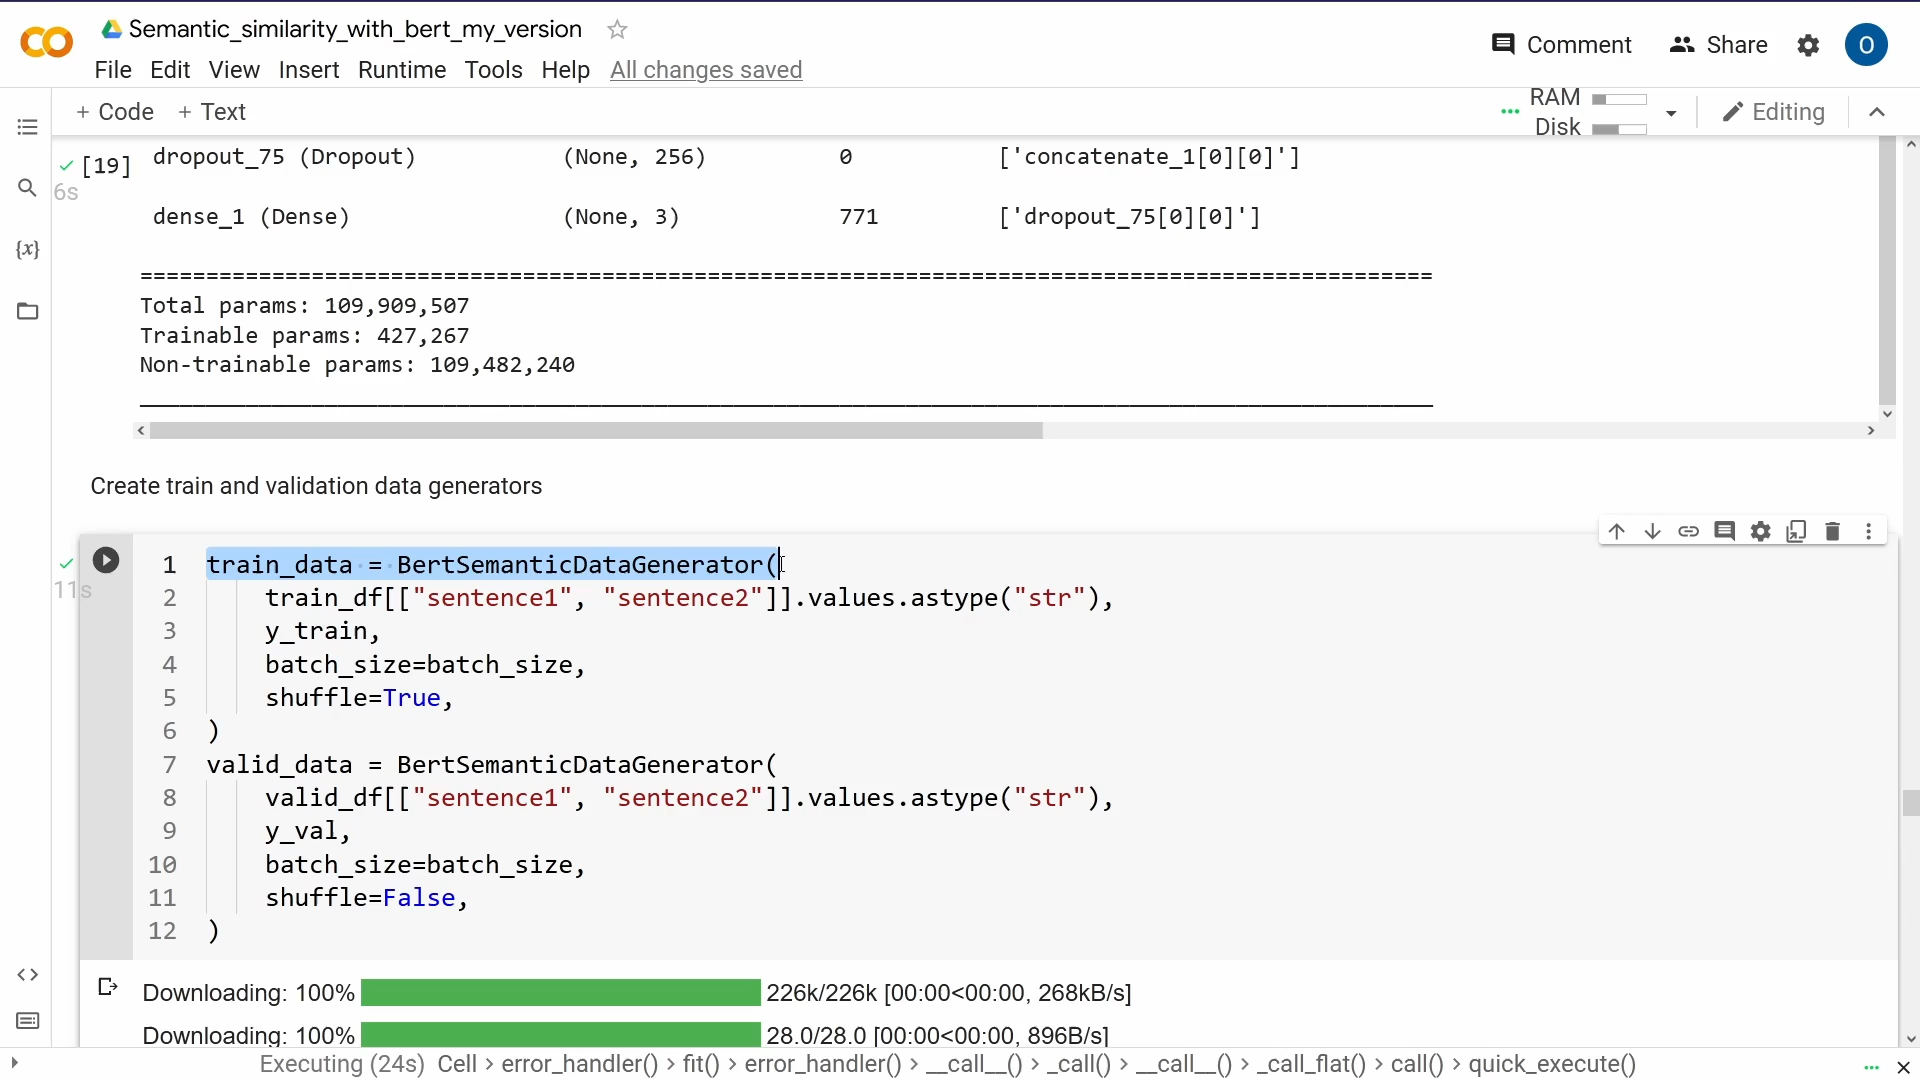 Semantic_similarity_with_bert_my_version
Comment Share O
File Edit View Insert Runtime Tools Help All changes saved
+ Code + Text
RAM
Disk
Editing
[19]
6s
dropout_75 (Dropout) (None, 256) 0 ['concatenate_1[0][0]']
dense_1 (Dense) (None, 3) 771 ['dropout_75[0][0]']
==================================================================================================
Total params: 109,909,507
Trainable params: 427,267
Non-trainable params: 109,482,240
Create train and validation data generators
11s
1 train_data = BertSemanticDataGenerator(
2 train_df[["sentence1", "sentence2"]].values.astype("str"),
3 y_train,
4 batch_size=batch_size,
5 shuffle=True,
6 )
7 valid_data = BertSemanticDataGenerator(
8 valid_df[["sentence1", "sentence2"]].values.astype("str"),
9 y_val,
10 batch_size=batch_size,
11 shuffle=False,
12 )
Downloading: 100% 226k/226k [00:00<00:00, 268kB/s]
Downloading: 100% 28.0/28.0 [00:00<00:00, 896B/s]
Executing (24s) Cell > error_handler() > fit() > error_handler() > __call__() > _call() > __call__() > _call_flat() > call() > quick_execute()